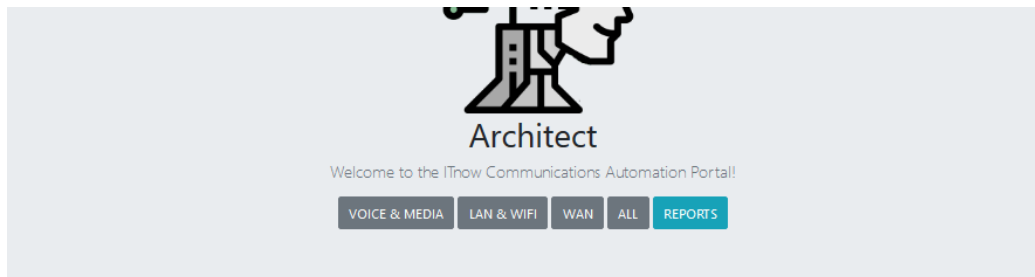 Architect
Welcome to the ITnow Communications Automation Portal!
VOICE & MEDIA LAN & WIFI WAN ALL REPORTS